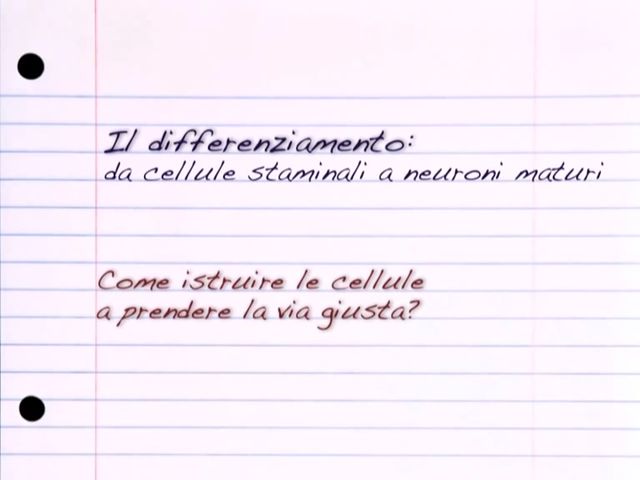 Il differenziamento:
da cellule staminali a neuroni maturi
Come istruire le cellule
a prendere la via giusta?